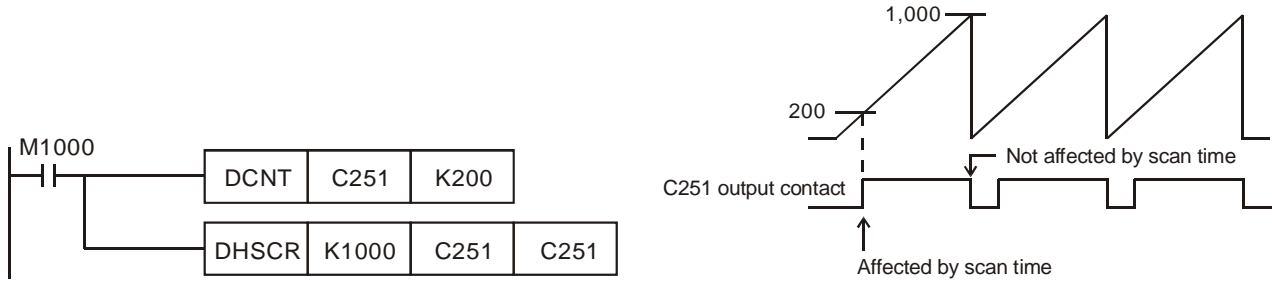 M1000
DCNT C251 K200
DHSCR K1000 C251 C251
1,000
200
Not affected by scan time
C251 output contact
Affected by scan time